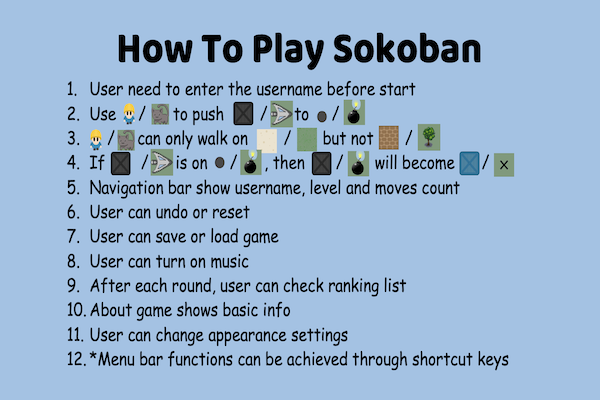 How To Play Sokoban
1. User need to enter the username before start
2. Use / to push / to /
3. / can only walk on / but not /
4. If / is on / , then / will become / x
5. Navigation bar show username, level and moves count
6. User can undo or reset
7. User can save or load game
8. User can turn on music
9. After each round, user can check ranking list
10. About game shows basic info
11. User can change appearance settings
12. *Menu bar functions can be achieved through shortcut keys